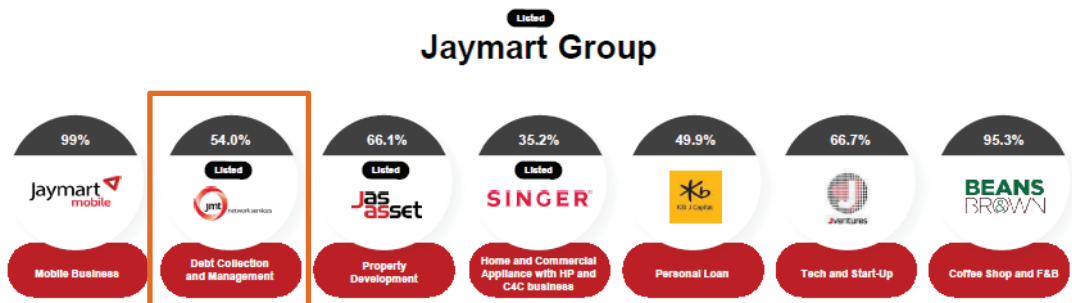 Listed
Jaymart Group
99%
Jaymart
mobile
Mobile Business
54.0%
Listed
jmt network services
Debt Collection
and Management
66.1%
Listed
Jas
asset
Property
Development
35.2%
Listed
SINGER
Home and Commercial
Appliance with HP and
C4C business
49.9%
Kb
KB J Capital
Personal Loan
66.7%
J
Jventures
Tech and Start-Up
95.3%
BEANS
BR&WN
Coffee Shop and F&B